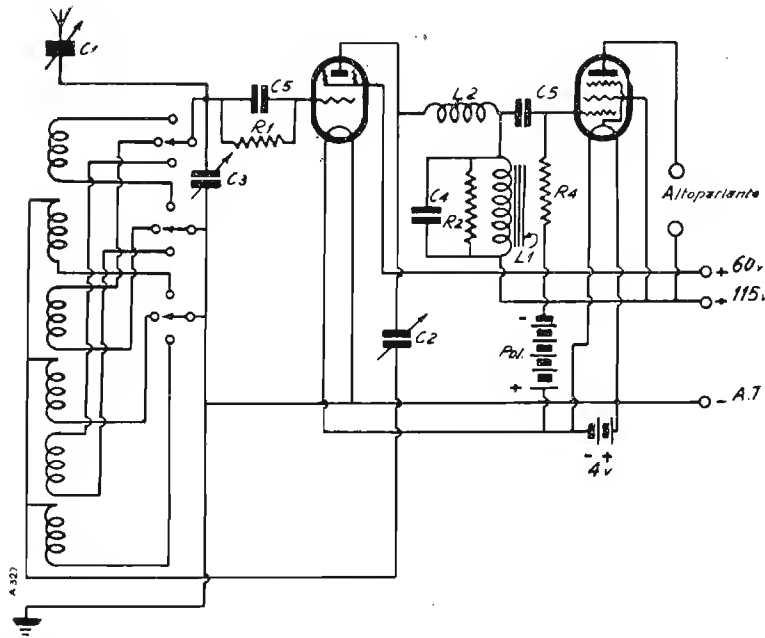 C1
C5
R1
C3
L2
C5
C4
R2
L1
R4
Altoparlante
+ 60v
+ 115v
C2
-
Pol.
+
- A.T
- +
4v
A 327